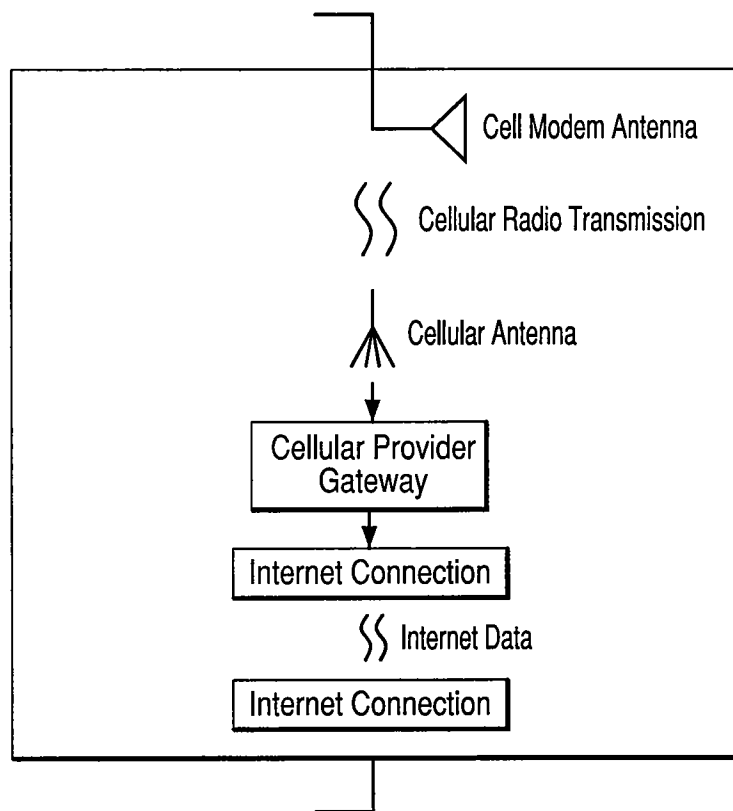 Cell Modem Antenna
Cellular Radio Transmission
Cellular Antenna
Cellular Provider
Gateway
Internet Connection
Internet Data
Internet Connection